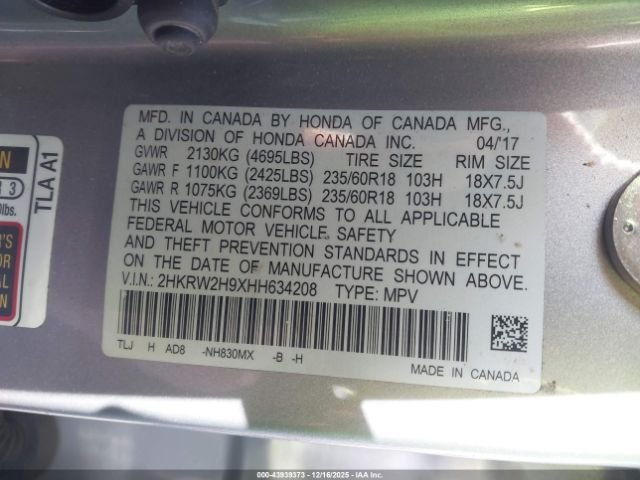 MFD. IN CANADA BY HONDA OF CANADA MFG.,
A DIVISION OF HONDA CANADA INC. 04/'17
GVWR 2130KG (4695LBS) TIRE SIZE RIM SIZE
GAWR F 1100KG (2425LBS) 235/60R18 103H 18X7.5J
GAWR R 1075KG (2369LBS) 235/60R18 103H 18X7.5J
THIS VEHICLE CONFORMS TO ALL APPLICABLE
FEDERAL MOTOR VEHICLE SAFETY
AND THEFT PREVENTION STANDARDS IN EFFECT
ON THE DATE OF MANUFACTURE SHOWN ABOVE.
V.I.N.: 2HKRW2H9XHH634208 TYPE: MPV
TLJ H AD8 -NH830MX -B -H
MADE IN CANADA
TLA A1
3
lbs.
00-43939373 - 12/16/2025 - IAA Inc.